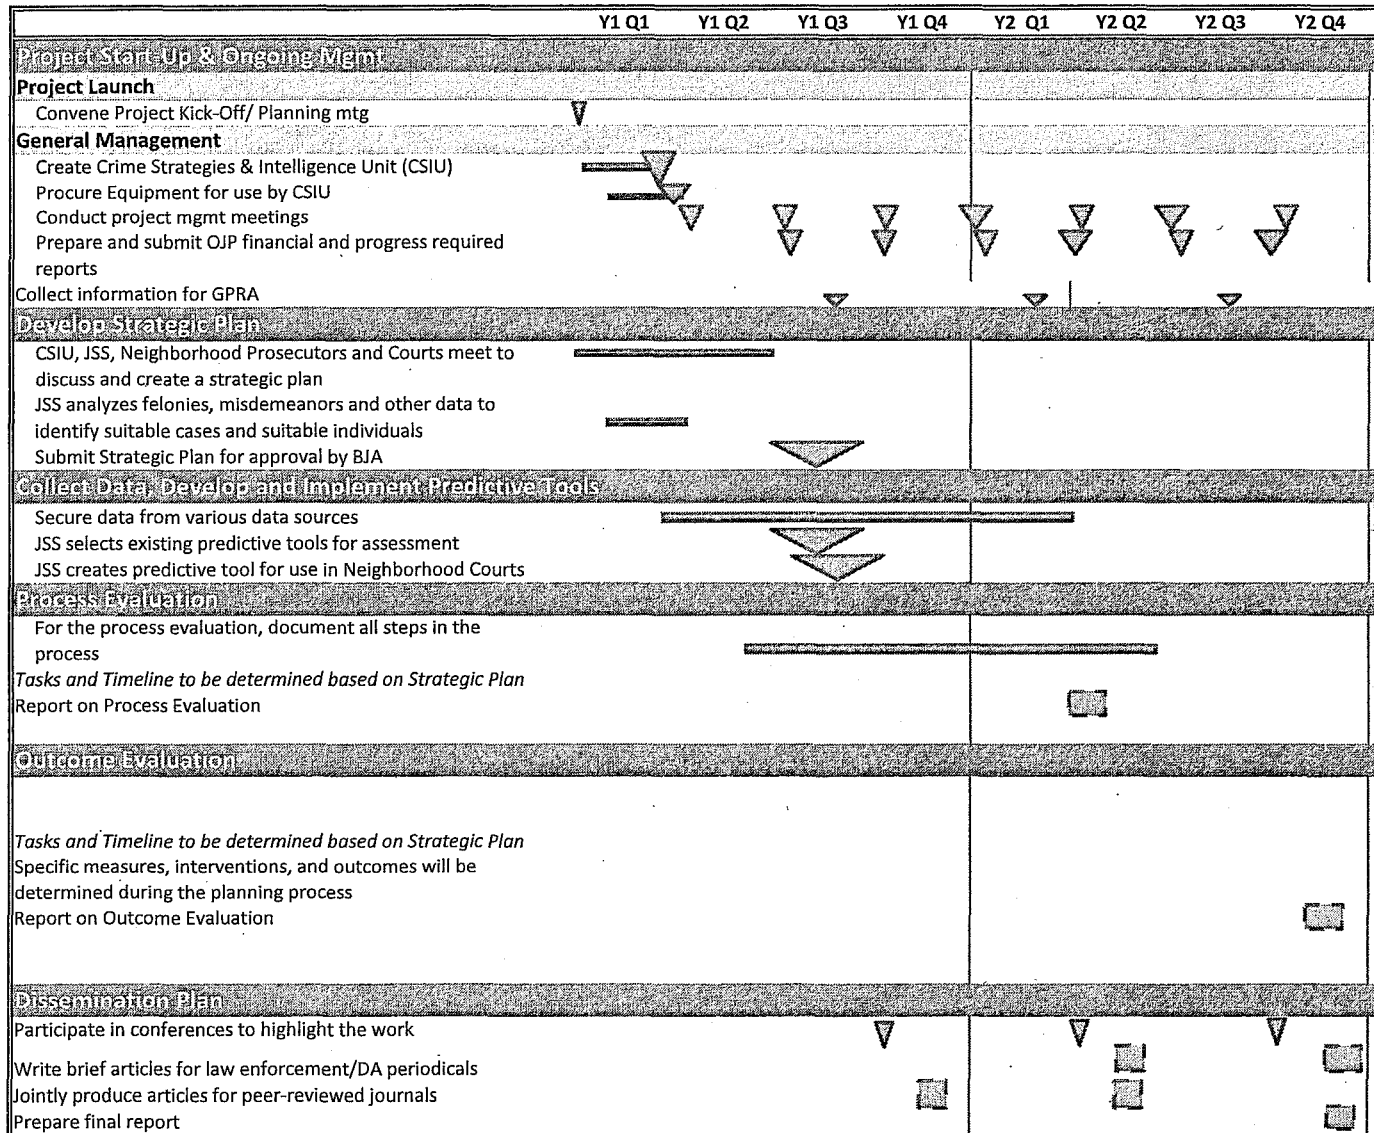 Y1 Q1 Y1 Q2 Y1 Q3 Y1 Q4 Y2 Q1 Y2 Q2 Y2 Q3 Y2 Q4
Project Start-Up & Ongoing Mgmt
Project Launch
Convene Project Kick-Off/ Planning mtg
General Management
Create Crime Strategies & Intelligence Unit (CSIU)
Procure Equipment for use by CSIU
Conduct project mgmt meetings
Prepare and submit OJP financial and progress required
reports
Collect information for GPRA
Develop Strategic Plan
CSIU, JSS, Neighborhood Prosecutors and Courts meet to
discuss and create a strategic plan
JSS analyzes felonies, misdemeanors and other data to
identify suitable cases and suitable individuals
Submit Strategic Plan for approval by BJA
Collect Data, Develop and Implement Predictive Tools
Secure data from various data sources
JSS selects existing predictive tools for assessment
JSS creates predictive tool for use in Neighborhood Courts
Process Evaluation
For the process evaluation, document all steps in the
process
Tasks and Timeline to be determined based on Strategic Plan
Report on Process Evaluation
Outcome Evaluation
Tasks and Timeline to be determined based on Strategic Plan
Specific measures, interventions, and outcomes will be
determined during the planning process
Report on Outcome Evaluation
Dissemination Plan
Participate in conferences to highlight the work
Write brief articles for law enforcement/DA periodicals
Jointly produce articles for peer-reviewed journals
Prepare final report